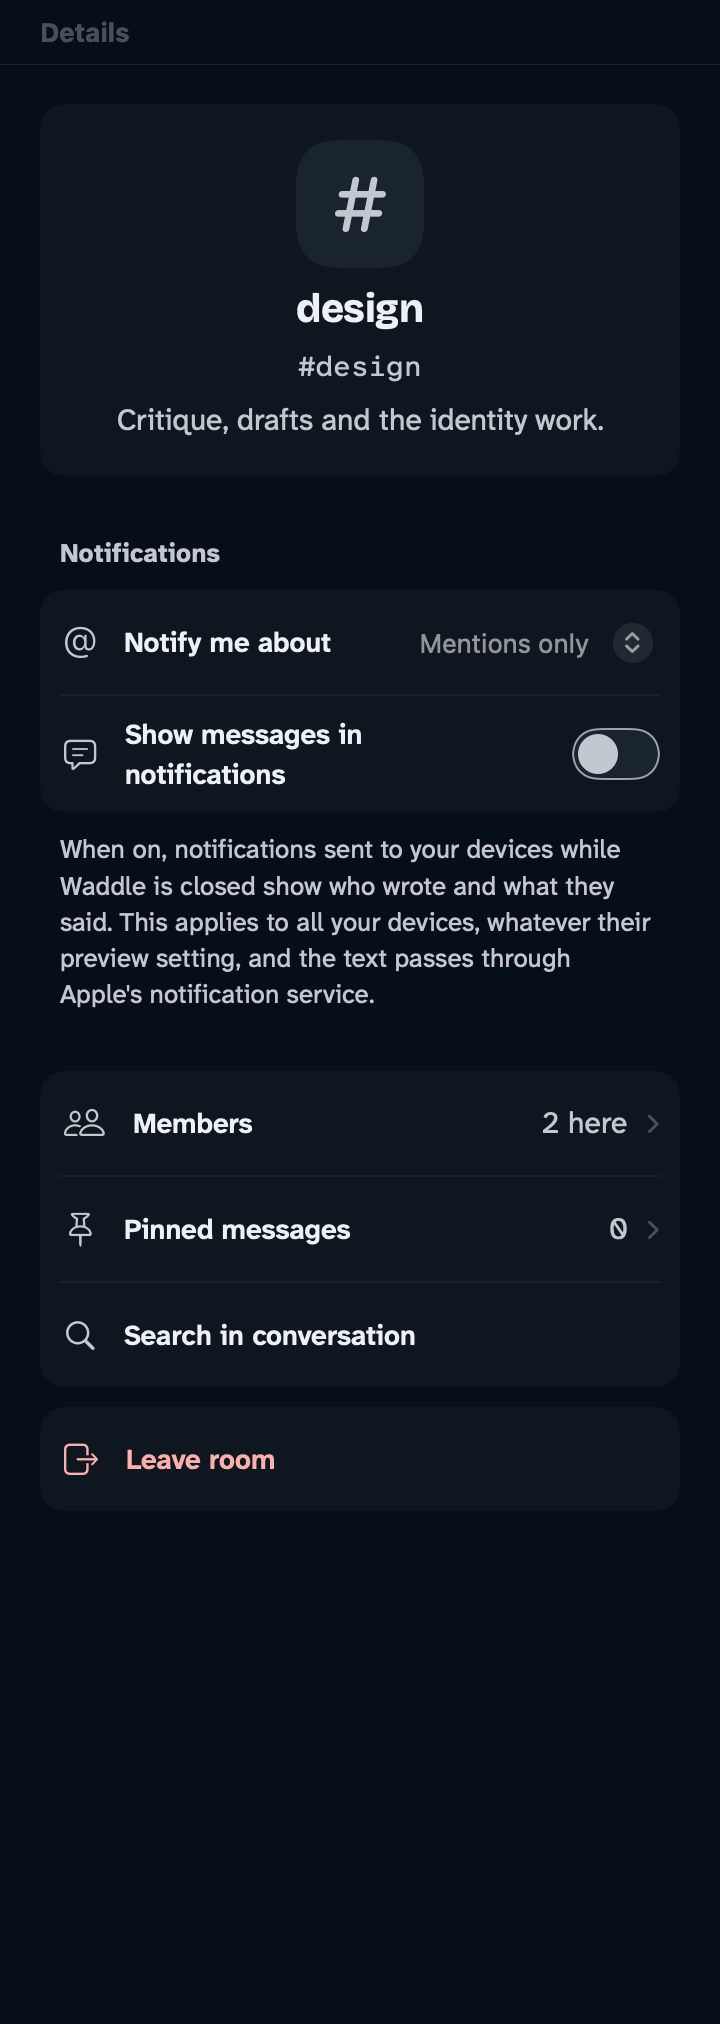 Details
#
design
#design
Critique, drafts and the identity work.
Notifications
@ Notify me about Mentions only
Show messages in
notifications
When on, notifications sent to your devices while
Waddle is closed show who wrote and what they
said. This applies to all your devices, whatever their
preview setting, and the text passes through
Apple's notification service.
Members 2 here
Pinned messages 0
Search in conversation
Leave room